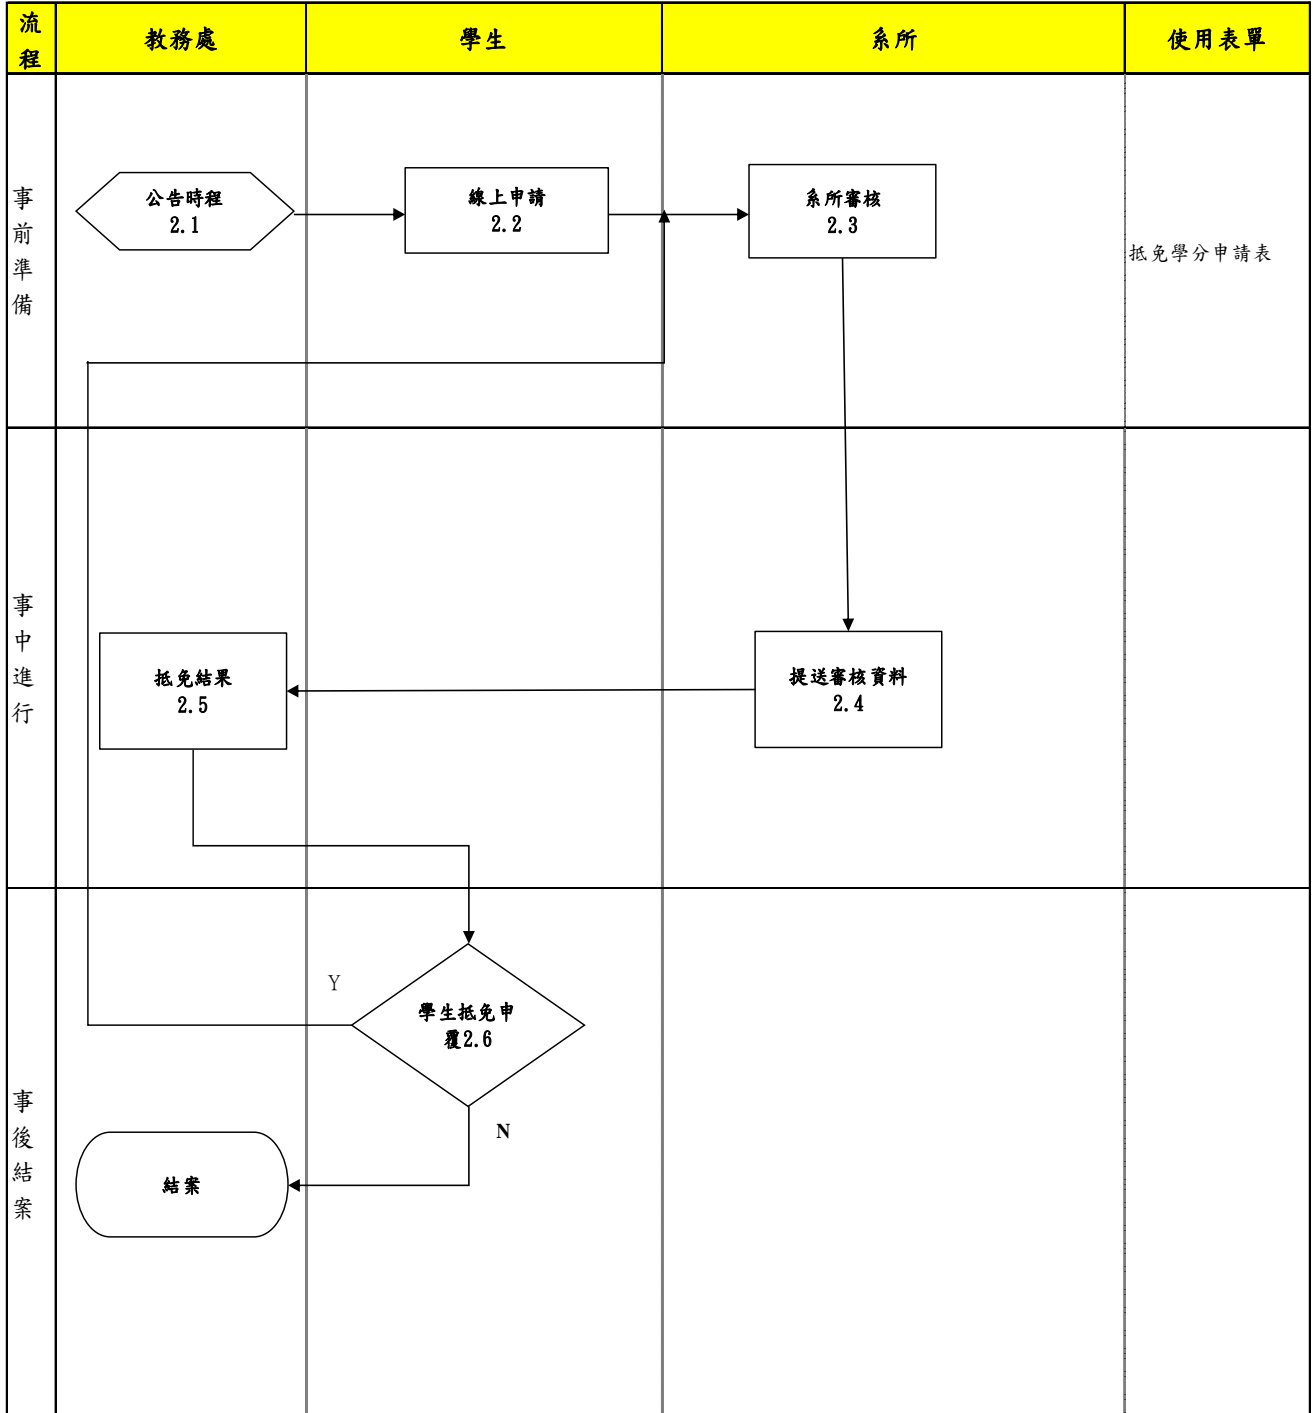 流
程
教務處
學生
系所
使用表單
事
前
準
備
公告時程
2.1
線上申請
2.2
系所審核
2.3
抵免學分申請表
事
中
進
行
抵免結果
2.5
提送審核資料
2.4
事
後
結
案
Y
學生抵免申
覆2.6
N
結案